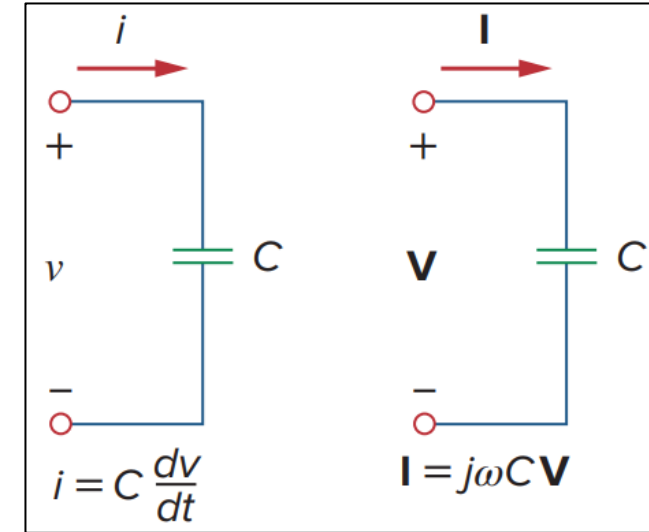 i I
+ +
v C V C
− −
i = C dv/dt I = jωCV